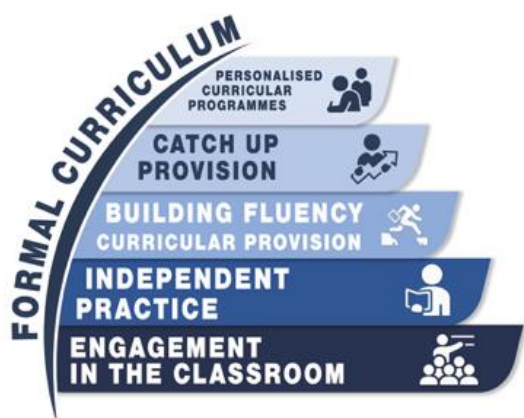 FORMAL CURRICULUM
PERSONALISED
CURRICULAR
PROGRAMMES
CATCH UP
PROVISION
BUILDING FLUENCY
CURRICULAR PROVISION
INDEPENDENT
PRACTICE
ENGAGEMENT
IN THE CLASSROOM